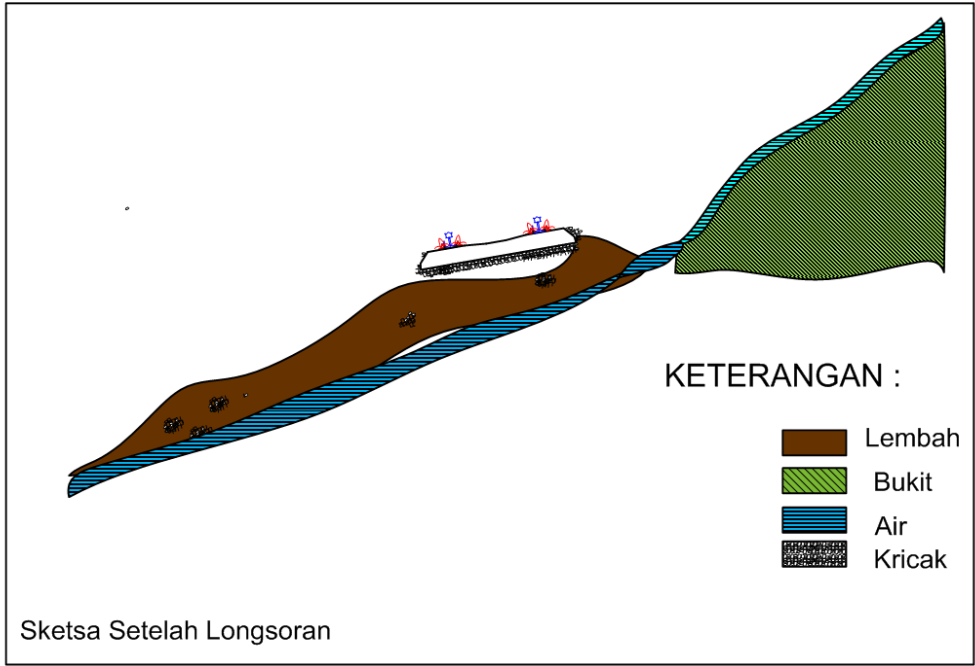 KETERANGAN :
Lembah
Bukit
Air
Kricak
Sketsa Setelah Longsoran